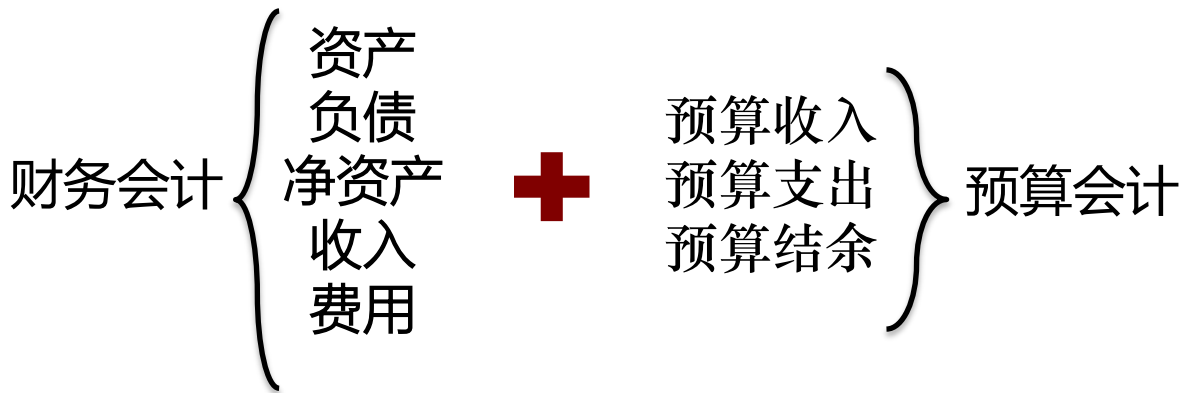 财务会计
资产
负债
净资产
收入
费用
预算收入
预算支出
预算结余
预算会计